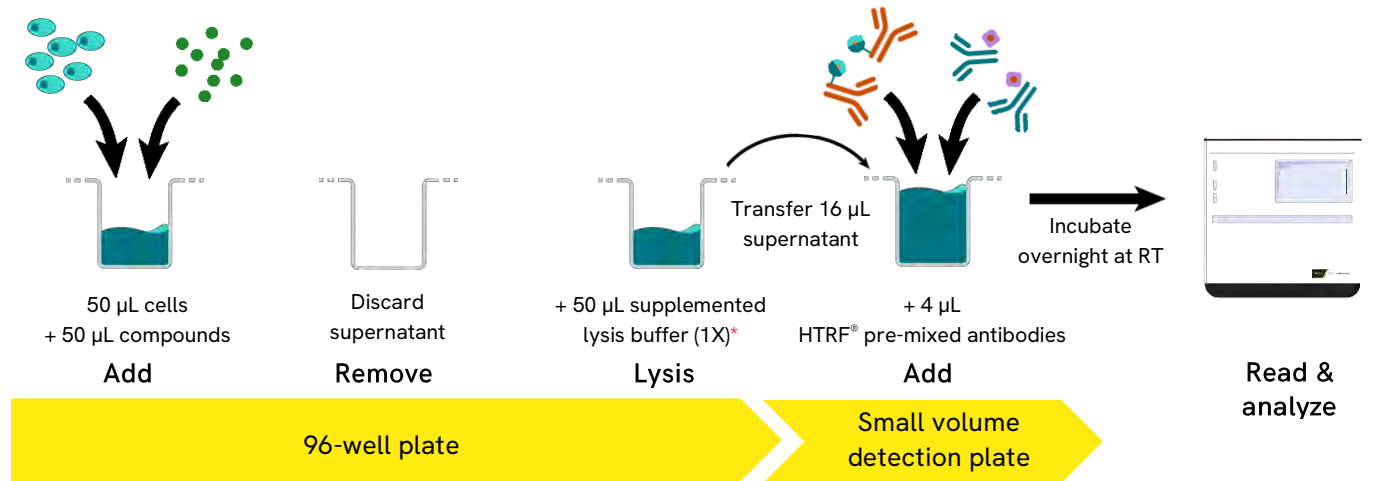 Transfer 16 µL
supernatant
Incubate
overnight at RT
50 µL cells
+ 50 µL compounds
Discard
supernatant
+ 50 µL supplemented
lysis buffer (1X)*
+ 4 µL
HTRF® pre-mixed antibodies
Add
Remove
Lysis
Add
Read &
analyze
96-well plate
Small volume
detection plate